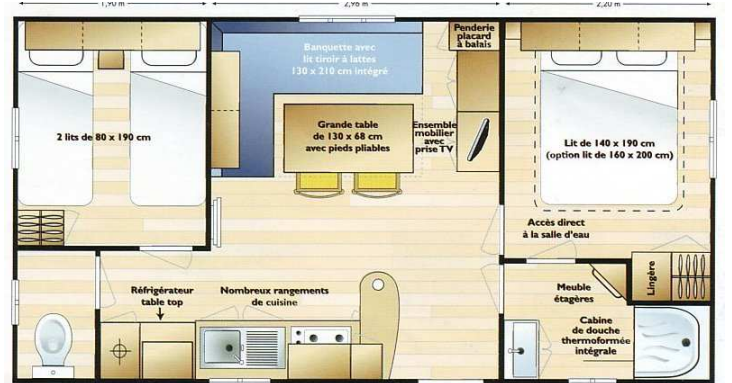 1,90 m
2,96 m
2,20 m
Banquette avec
lit tiroir à lattes
130 x 210 cm intégré
Penderie
placard
à balais
2 lits de 80 x 190 cm
Grande table
de 130 x 68 cm
avec pieds pliables
Ensemble
mobilier
avec
prise TV
Lit de 140 x 190 cm
(option lit de 160 x 200 cm)
Accès direct
à la salle d'eau
Réfrigérateur
table top
Nombreux rangements
de cuisine
Meuble
étagères
Lingère
Cabine
de douche
thermoformée
intégrale